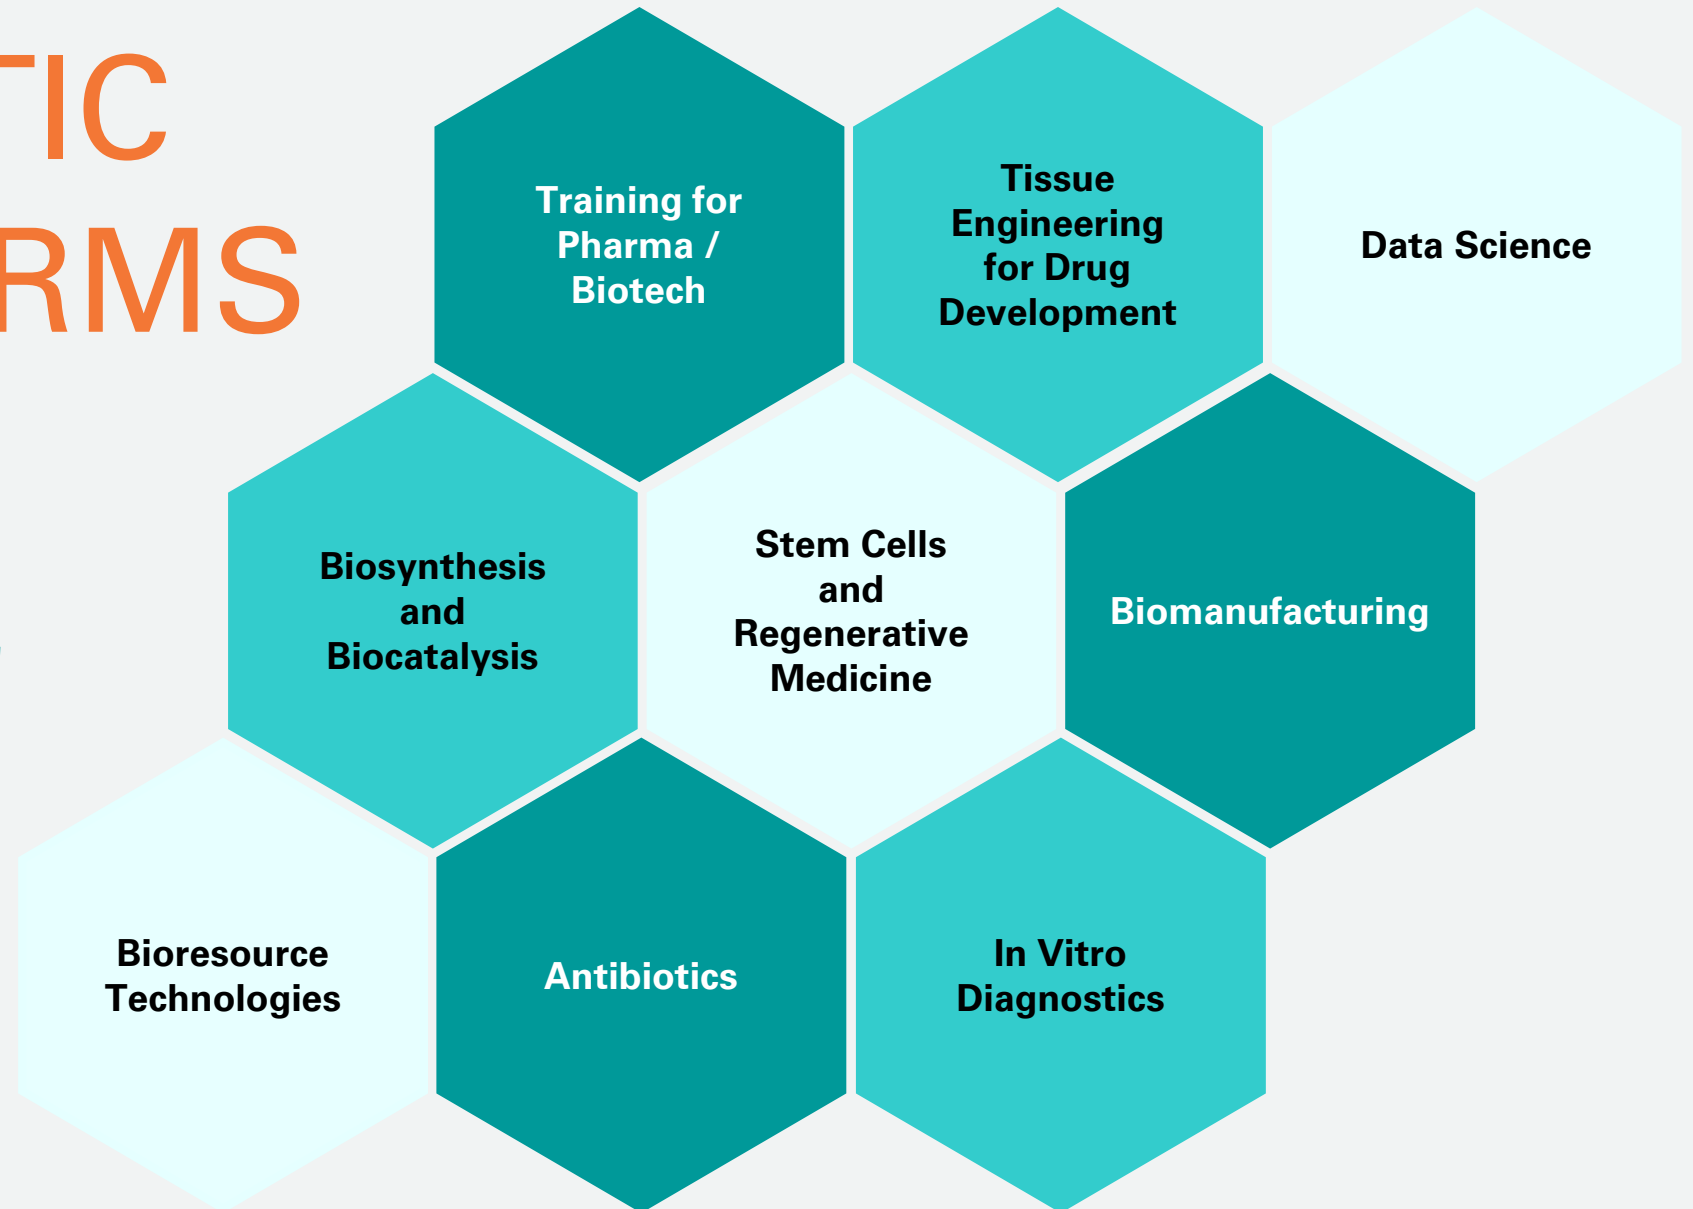 TIC
RMS
Training for
Pharma /
Biotech
Tissue
Engineering
for Drug
Development
Data Science
Biosynthesis
and
Biocatalysis
Stem Cells
and
Regenerative
Medicine
Biomanufacturing
Bioresource
Technologies
Antibiotics
In Vitro
Diagnostics